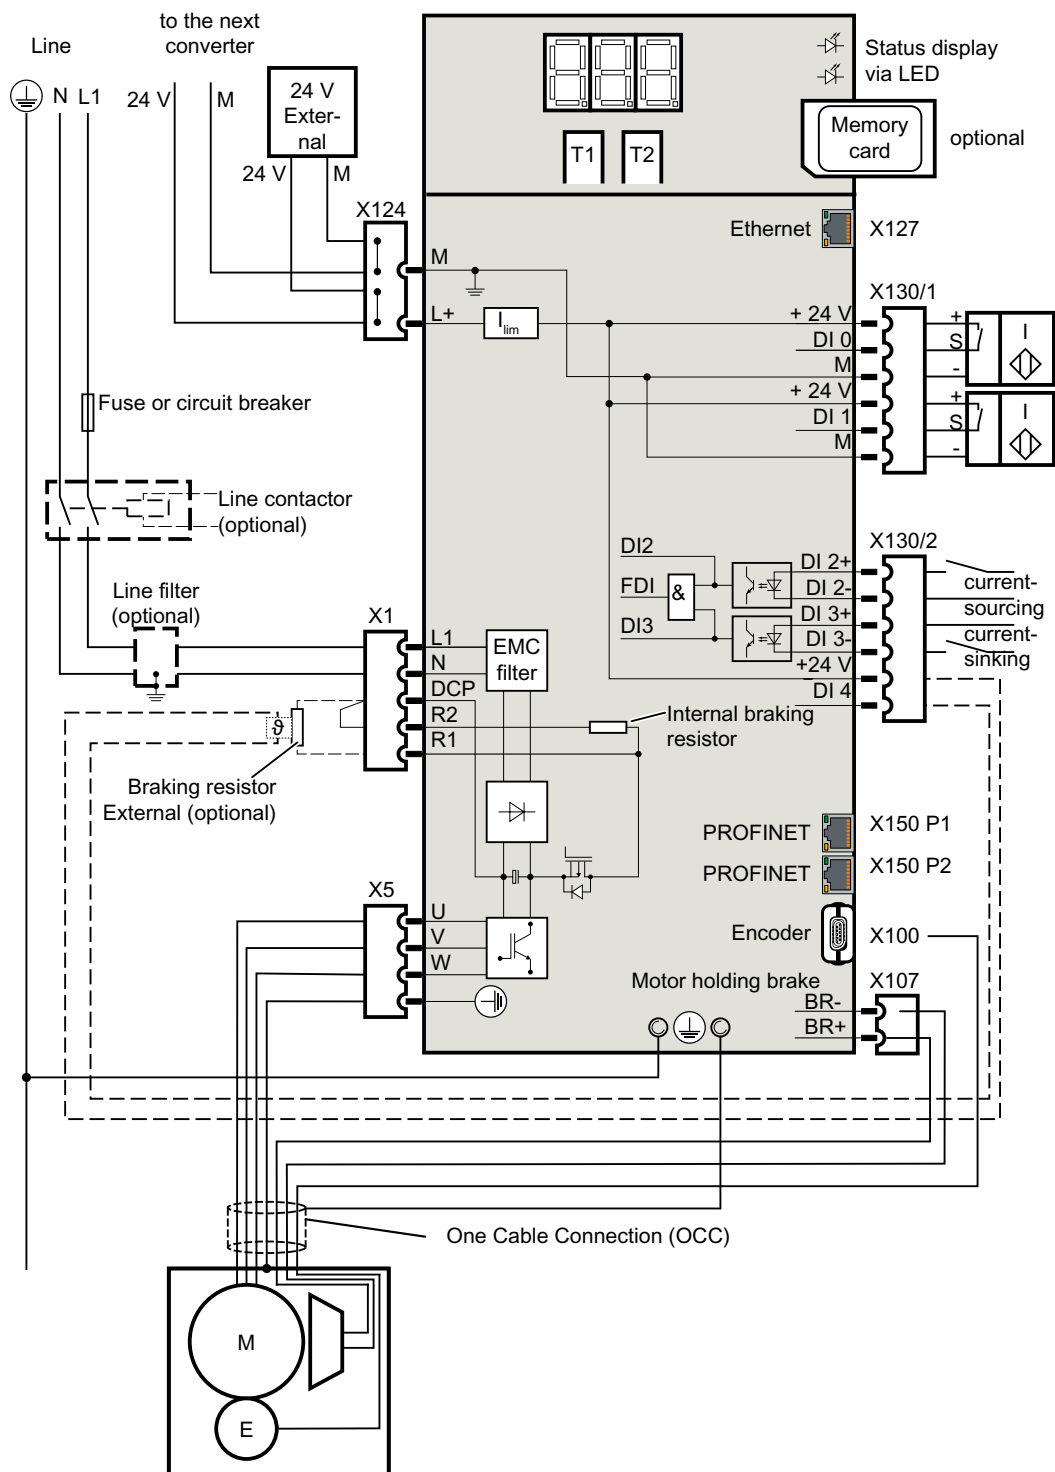 to the next
converter
Line
N L1
24 V
M
24 V
Exter-
nal
24 V
M
X124
T1
T2
Status display
via LED
Memory
card
optional
Ethernet
X127
M
L+
Ilim
X130/1
+ 24 V
DI 0
M
+ 24 V
DI 1
M
+
S
-
I
+
S
-
I
Fuse or circuit breaker
Line contactor
(optional)
Line filter
(optional)
X1
L1
N
DCP
R2
R1
EMC
filter
DI2
FDI
DI3
&
X130/2
DI 2+
DI 2-
DI 3+
DI 3-
+24 V
DI 4
current-
sourcing
current-
sinking
Internal braking
resistor
ϑ
Braking resistor
External (optional)
PROFINET
X150 P1
PROFINET
X150 P2
X5
U
V
W
Encoder
X100
Motor holding brake
X107
BR-
BR+
One Cable Connection (OCC)
M
E